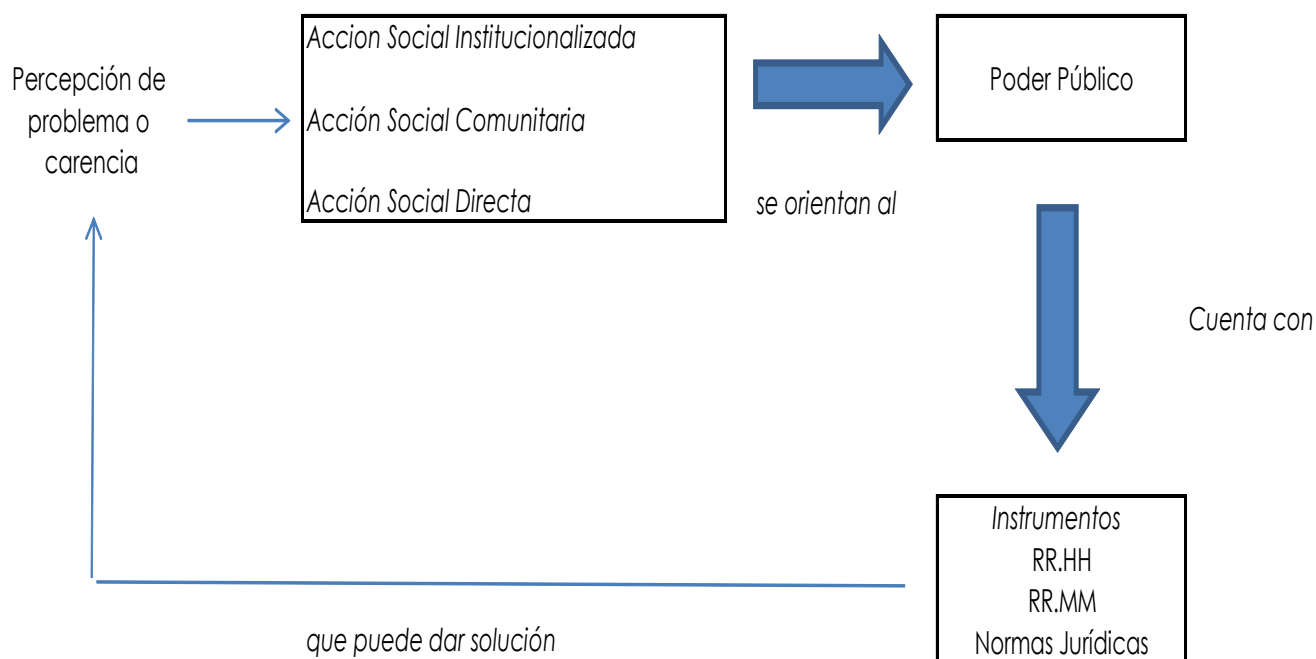 Percepción de
problema o
carencia
Accion Social Institucionalizada
Acción Social Comunitaria
Acción Social Directa
se orientan al
Poder Público
Cuenta con
Instrumentos
RR.HH
RR.MM
Normas Jurídicas
que puede dar solución